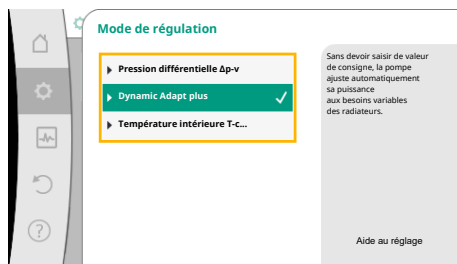 Mode de régulation
Pression différentielle Δp-v
Dynamic Adapt plus
Température intérieure T-c...
Sans devoir saisir de valeur
de consigne, la pompe
ajuste automatiquement
sa puissance
aux besoins variables
des radiateurs.
Aide au réglage